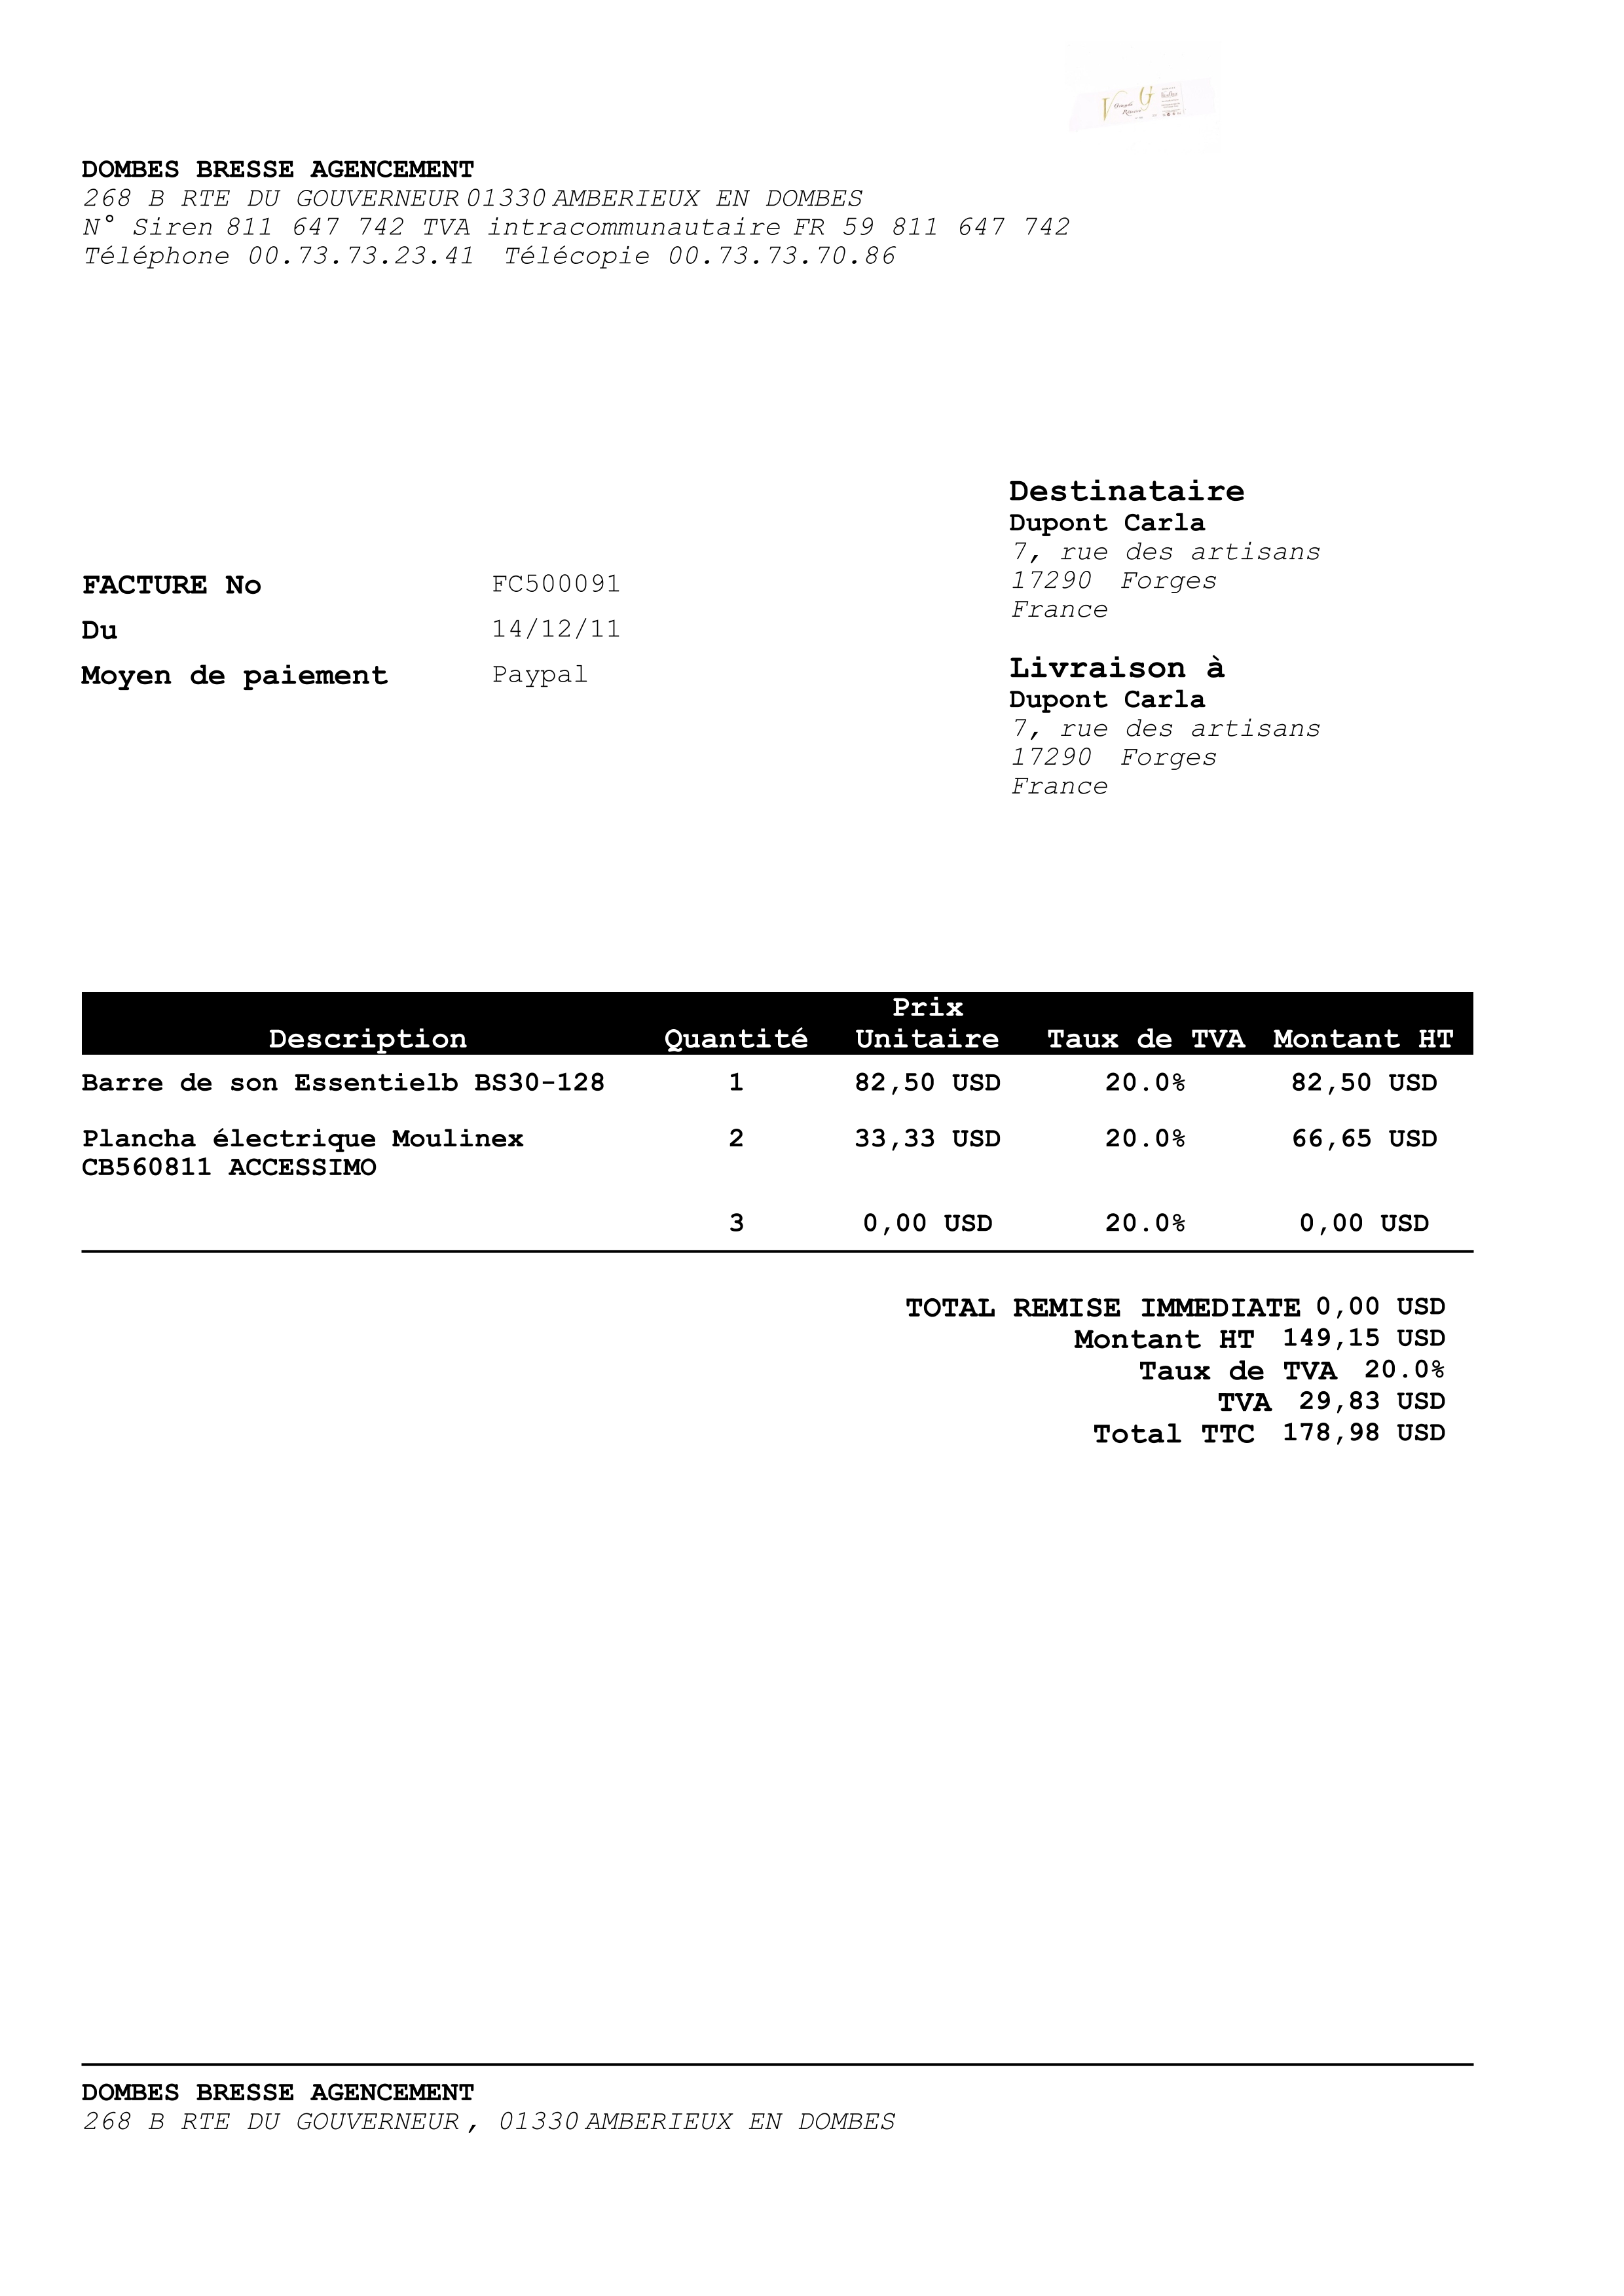 DOMBES BRESSE AGENCEMENT
268 B RTE DU GOUVERNEUR 01330 AMBERIEUX EN DOMBES
N° Siren 811 647 742 TVA intracommunautaire FR 59 811 647 742
Téléphone 00.73.73.23.41 Télécopie 00.73.73.70.86
Destinataire
Dupont Carla
7, rue des artisans
17290 Forges
France
FACTURE No FC500091
Du 14/12/11
Moyen de paiement Paypal
Livraison à
Dupont Carla
7, rue des artisans
17290 Forges
France
Prix
Description Quantité Unitaire Taux de TVA Montant HT
Barre de son Essentielb BS30-128 1 82,50 USD 20.0% 82,50 USD
Plancha électrique Moulinex 2 33,33 USD 20.0% 66,65 USD
CB560811 ACCESSIMO
3 0,00 USD 20.0% 0,00 USD
TOTAL REMISE IMMEDIATE 0,00 USD
Montant HT 149,15 USD
Taux de TVA 20.0%
TVA 29,83 USD
Total TTC 178,98 USD
DOMBES BRESSE AGENCEMENT
268 B RTE DU GOUVERNEUR , 01330 AMBERIEUX EN DOMBES